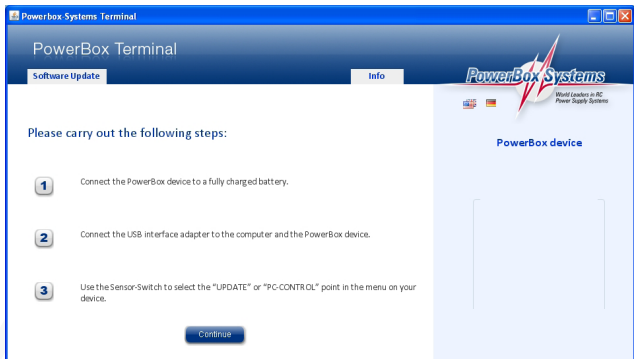 Powerbox-Systems Terminal
PowerBox Terminal
Software Update
Info
PowerBox Systems
World Leaders in RC
Power Supply Systems
PowerBox device
Please carry out the following steps:
1
Connect the PowerBox device to a fully charged battery.
2
Connect the USB interface adapter to the computer and the PowerBox device.
3
Use the Sensor-Switch to select the “UPDATE” or “PC-CONTROL” point in the menu on your
device.
Continue